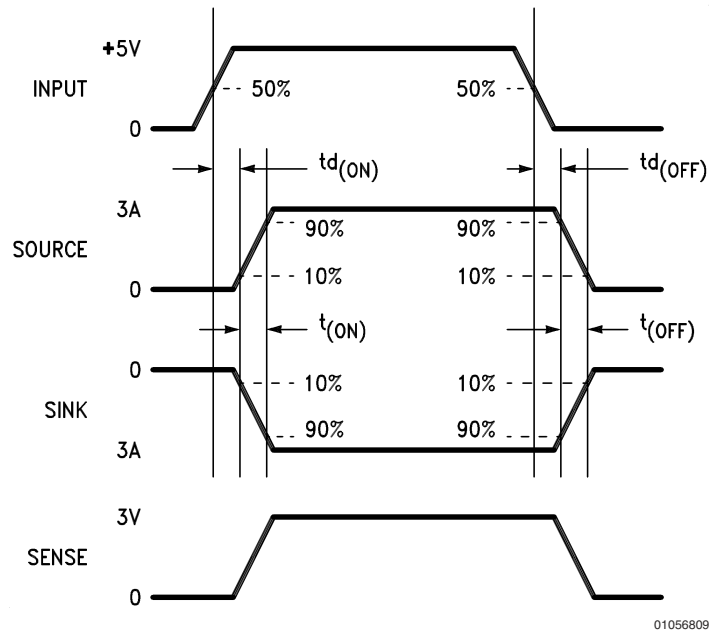 +5V
INPUT
50%
50%
0
td(ON)
td(OFF)
3A
90%
90%
SOURCE
10%
10%
0
t(ON)
t(OFF)
0
10%
10%
SINK
90%
90%
3A
3V
SENSE
0
01056809